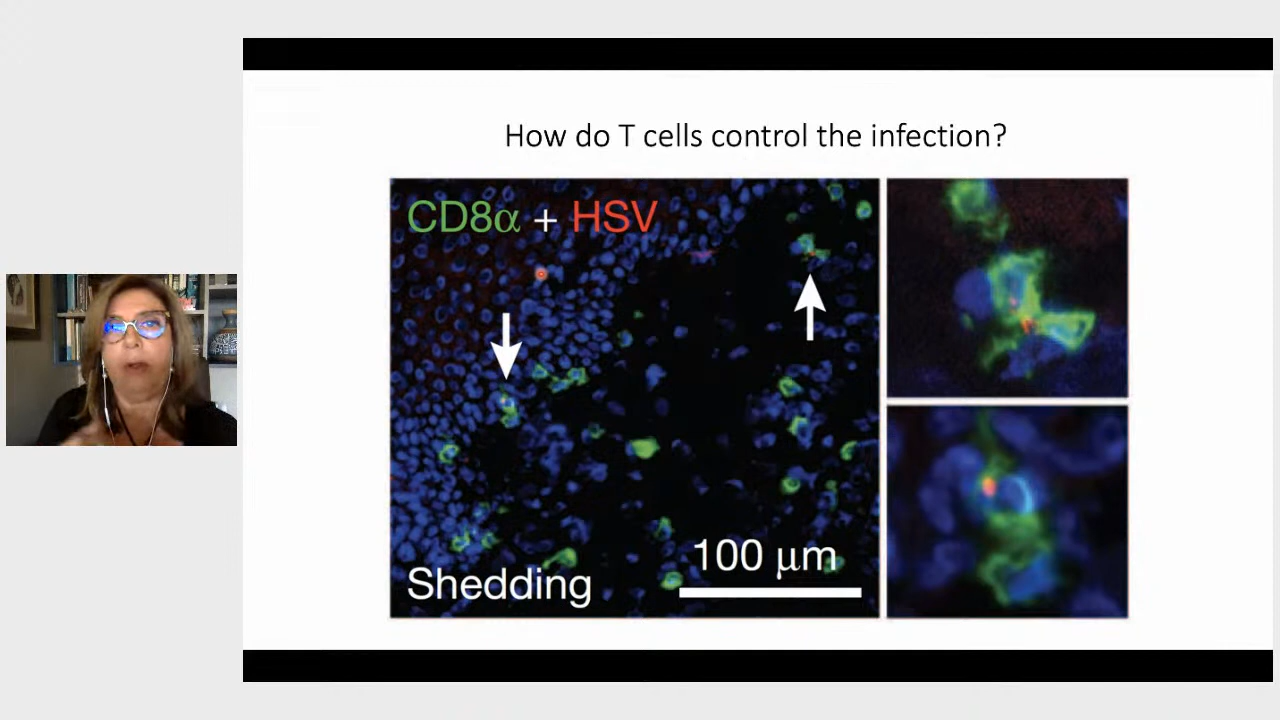 How do T cells control the infection?
CD8α + HSV
100 μm
Shedding